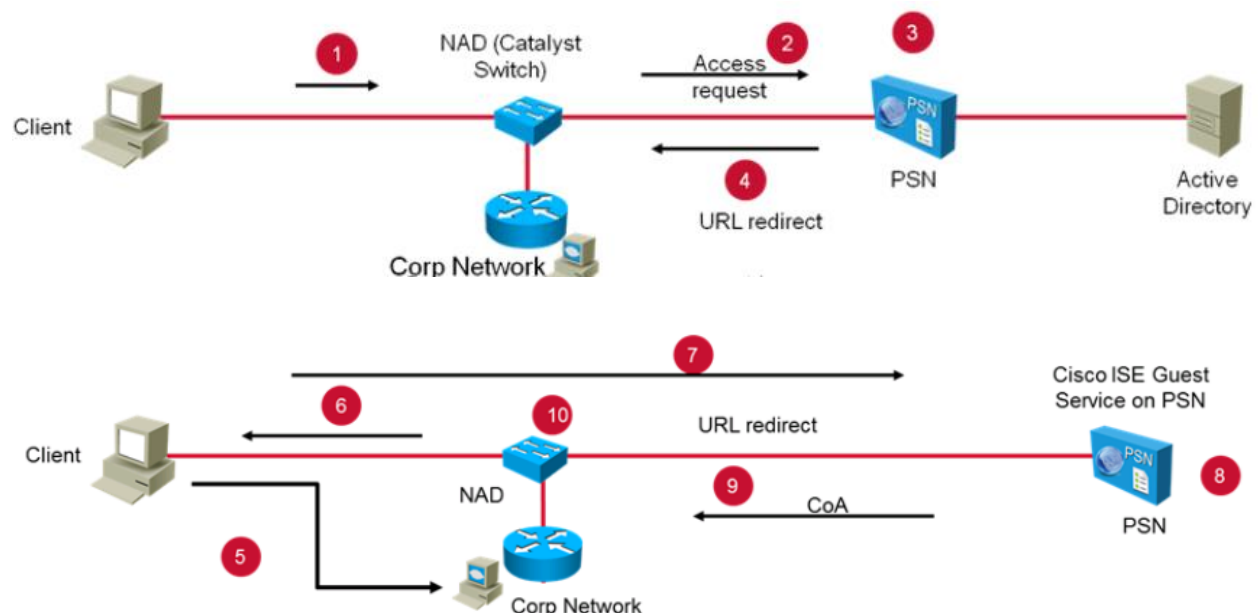 1
NAD (Catalyst
Switch)
2
Access
request
3
Client
PSN
PSN
Active
Directory
4
URL redirect
Corp Network
7
6
10
URL redirect
Cisco ISE Guest
Service on PSN
Client
NAD
PSN
8
9
CoA
PSN
5
Corp Network